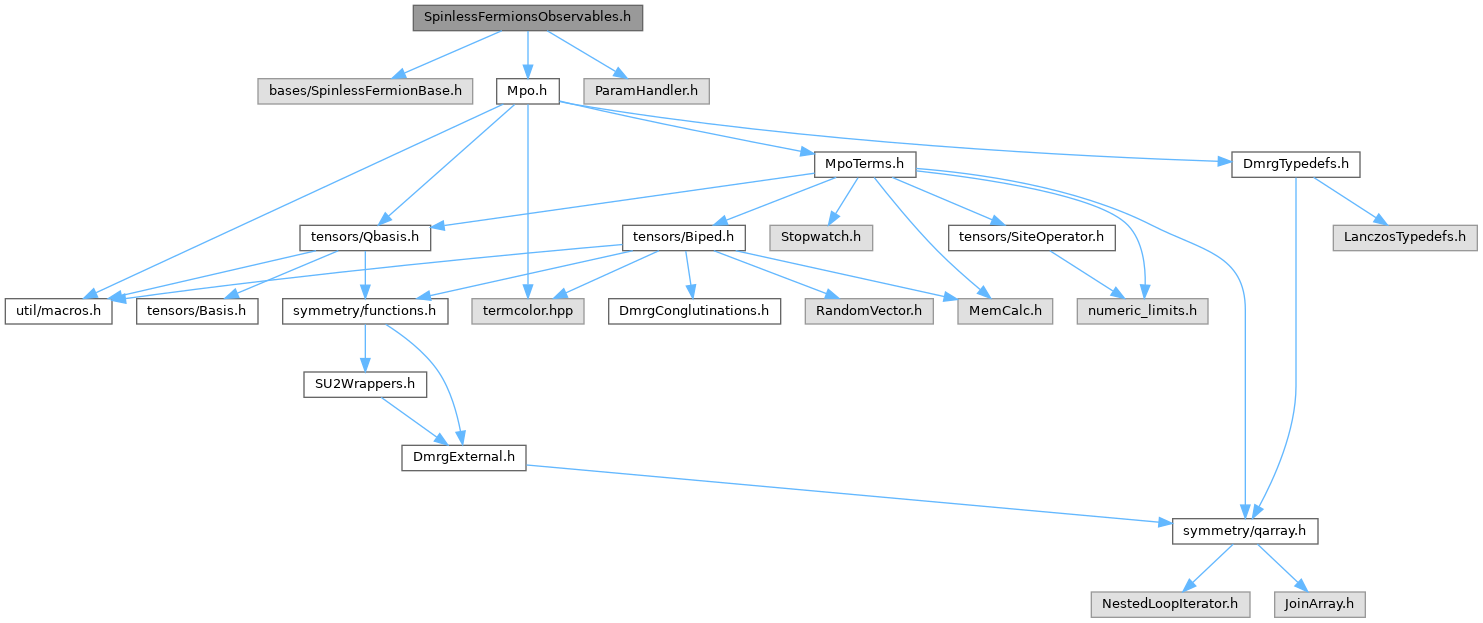 SpinlessFermionsObservables.h
bases/SpinlessFermionBase.h
Mpo.h
ParamHandler.h
MpoTerms.h
DmrgTypedefs.h
tensors/Qbasis.h
tensors/Biped.h
Stopwatch.h
tensors/SiteOperator.h
LanczosTypedefs.h
util/macros.h
tensors/Basis.h
symmetry/functions.h
termcolor.hpp
DmrgConglutinations.h
RandomVector.h
MemCalc.h
numeric_limits.h
SU2Wrappers.h
DmrgExternal.h
symmetry/qarray.h
NestedLoopIterator.h
JoinArray.h